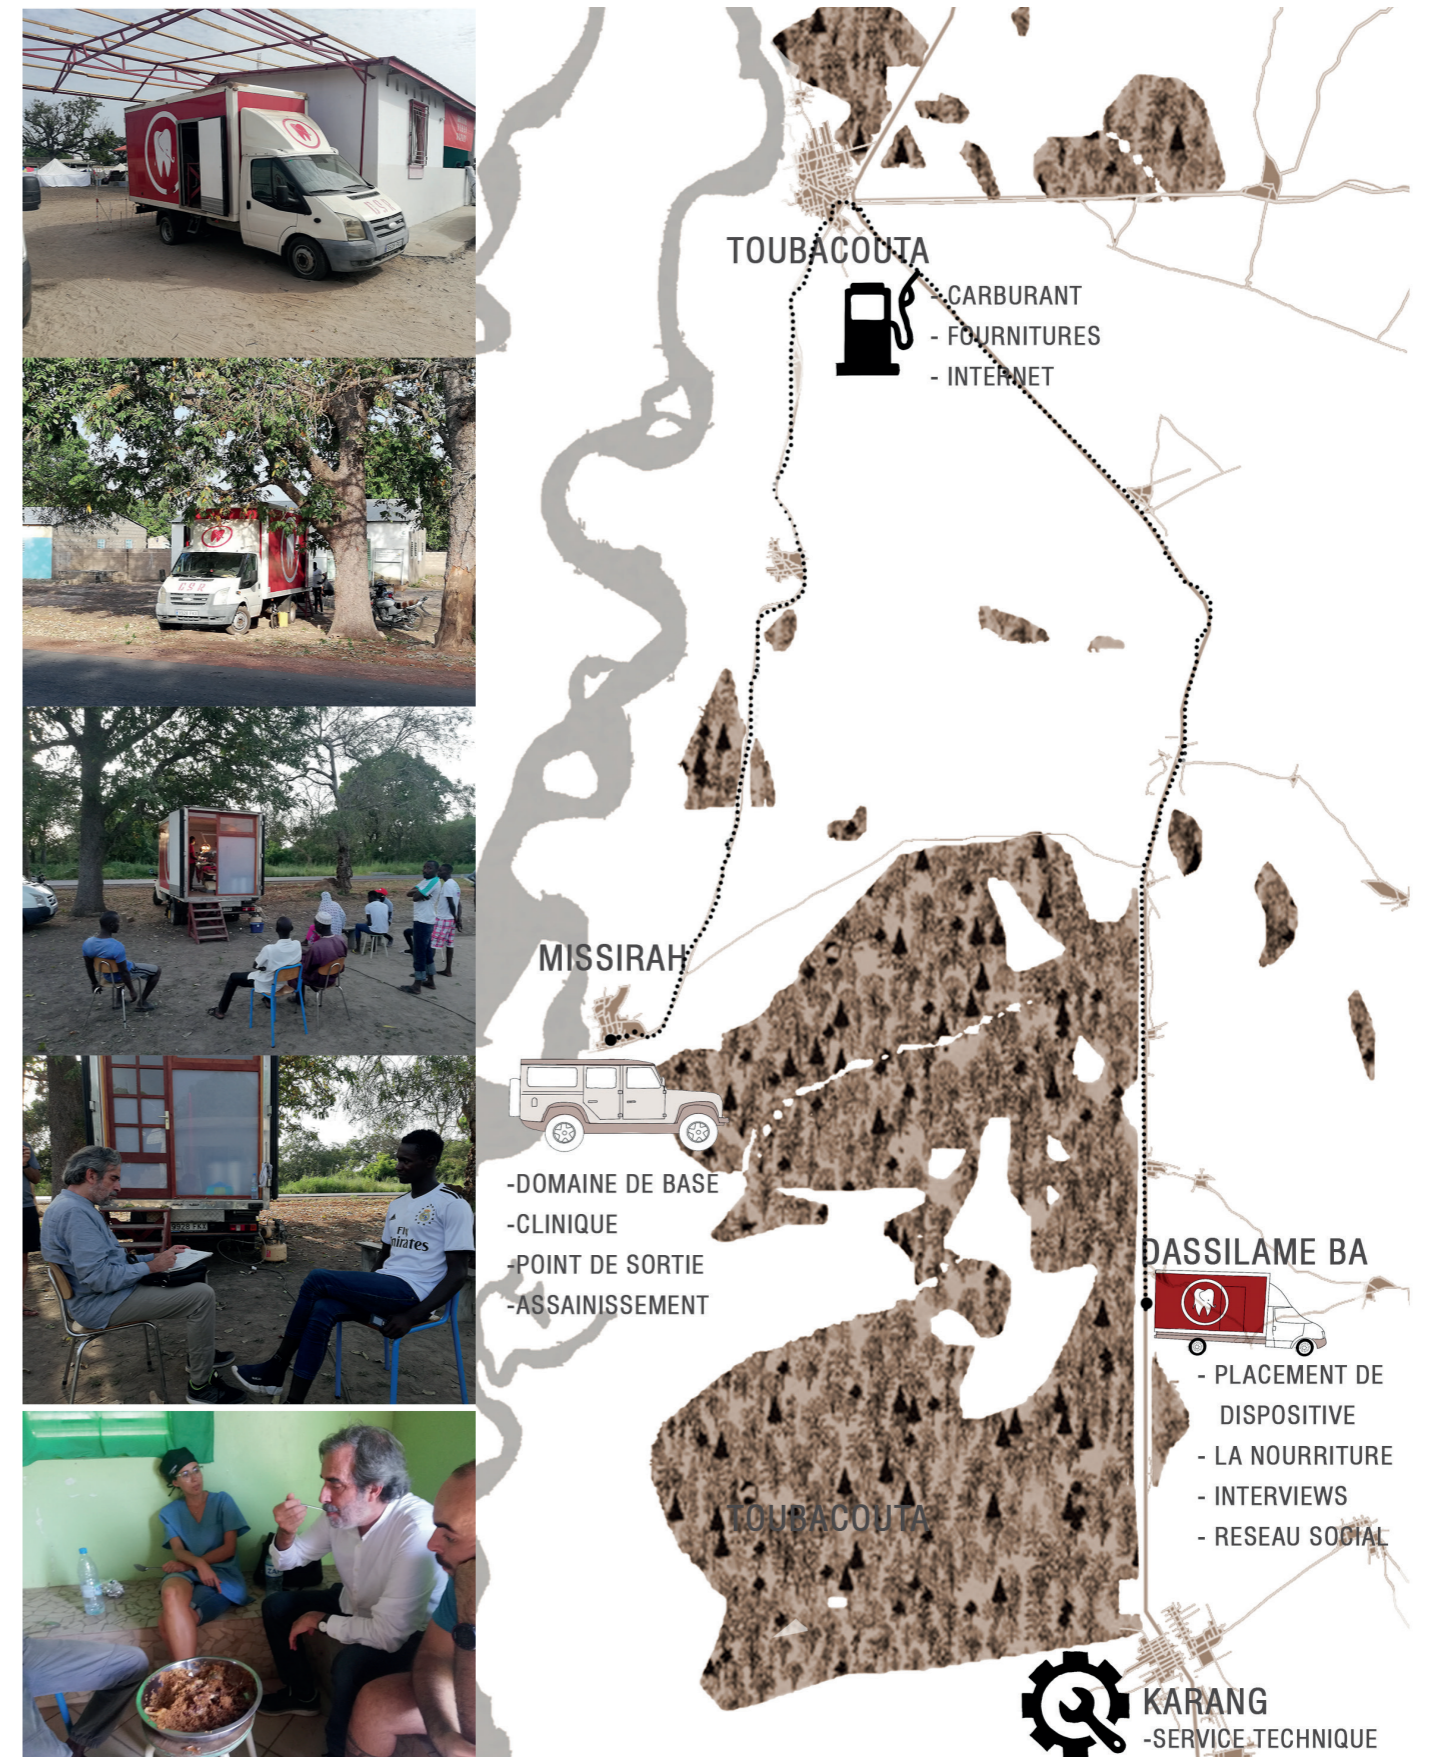 TOUBACOUTA
- CARBURANT
- FOURNITURES
- INTERNET
MISSIRAH
-DOMAINE DE BASE
-CLINIQUE
-POINT DE SORTIE
-ASSAINISSEMENT
DASSILAME BA
- PLACEMENT DE
DISPOSITIVE
- LA NOURRITURE
- INTERVIEWS
- RESEAU SOCIAL
TOUBACOUTA
KARANG
-SERVICE TECHNIQUE
Fly
Emirates